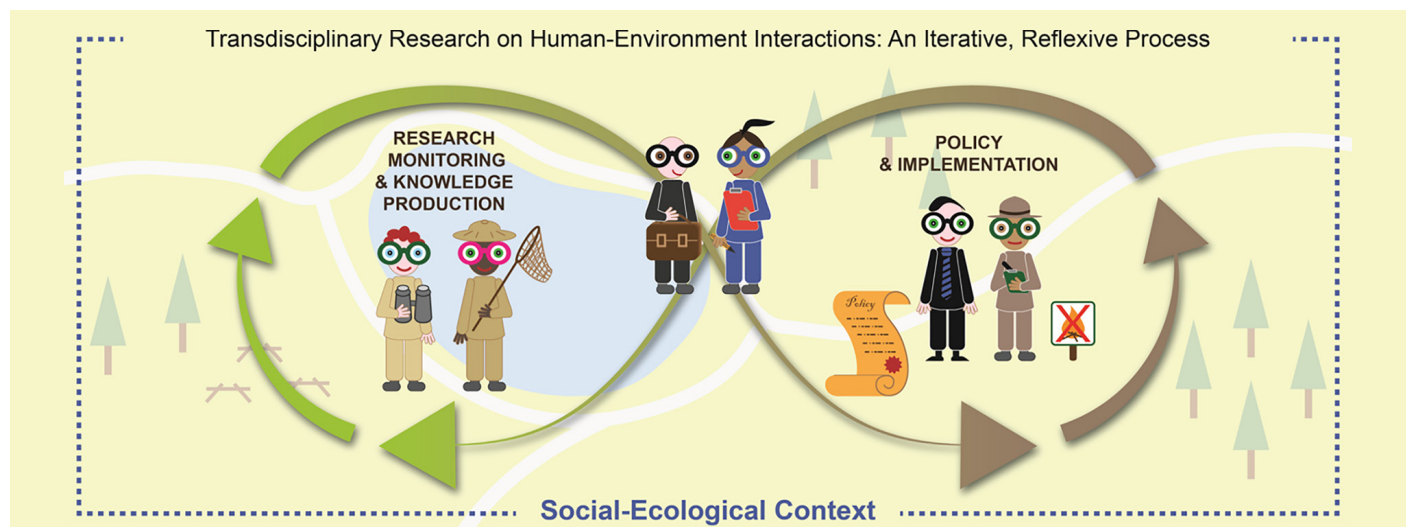 Transdisciplinary Research on Human-Environment Interactions: An Iterative, Reflexive Process
RESEARCH
MONITORING
& KNOWLEDGE
PRODUCTION
POLICY
& IMPLEMENTATION
Policy
Social-Ecological Context